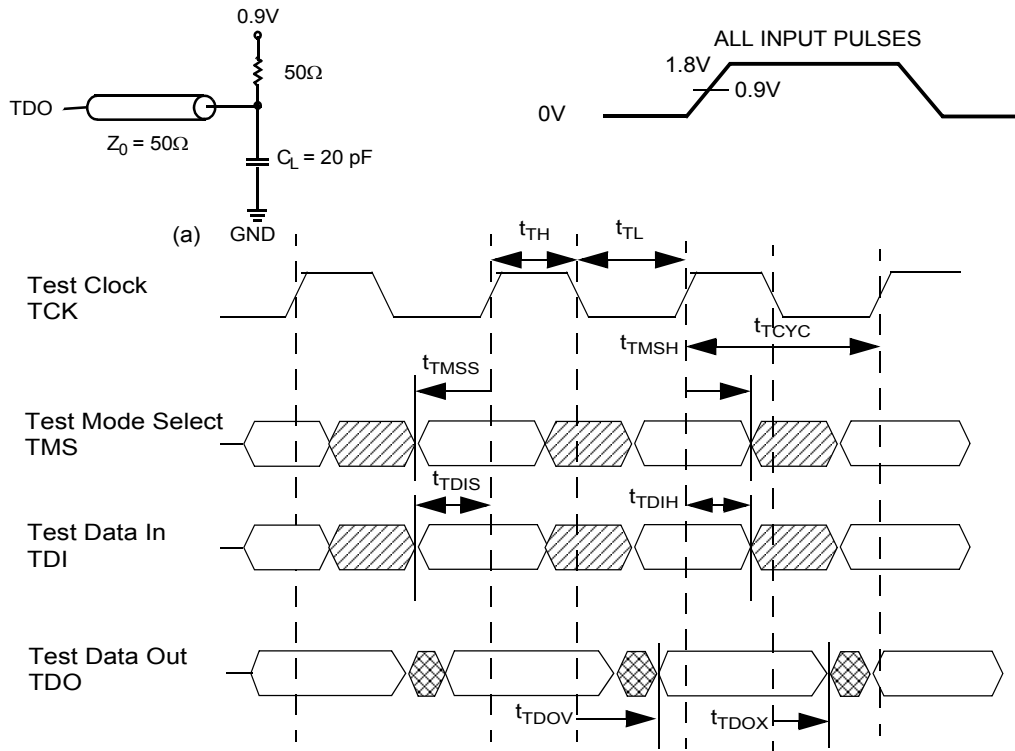 0.9V
50Ω
TDO
Z0 = 50Ω
CL = 20 pF
(a)
GND
ALL INPUT PULSES
1.8V
0.9V
0V
tTH
tTL
Test Clock
TCK
tTMSH
tTCYC
tTMSS
Test Mode Select
TMS
tTDIS
tTDIH
Test Data In
TDI
Test Data Out
TDO
tTDOV
tTDOX